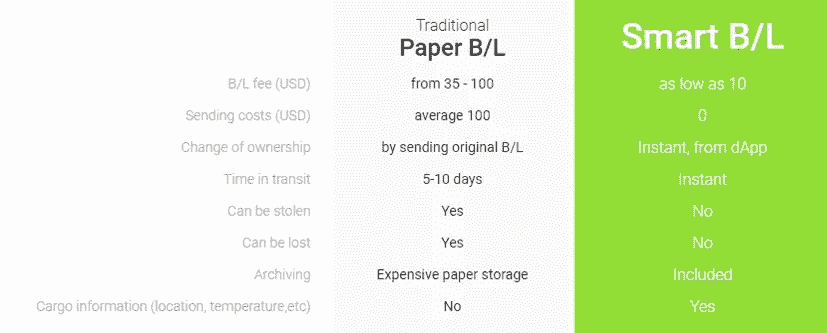 Traditional
Paper B/L
Smart B/L
B/L fee (USD) from 35 - 100 as low as 10
Sending costs (USD) average 100 0
Change of ownership by sending original B/L Instant, from dApp
Time in transit 5-10 days Instant
Can be stolen Yes No
Can be lost Yes No
Archiving Expensive paper storage Included
Cargo information (location, temperature,etc) No Yes